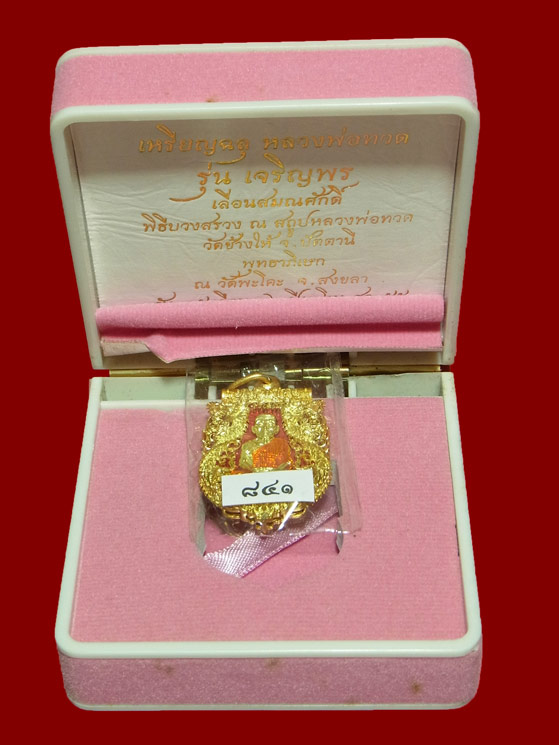 เหรียญฉลุ หลวงพ่อทวด
รุ่น เจริญพร
เลื่อนสมณศักดิ์
พิธีบวงสรวง ณ สถูปหลวงพ่อทวด
วัดช้างให้ จ.ปัตตานี
พุทธาภิเษก
ณ วัดพะโคะ จ.สงขลา
๘๔๑